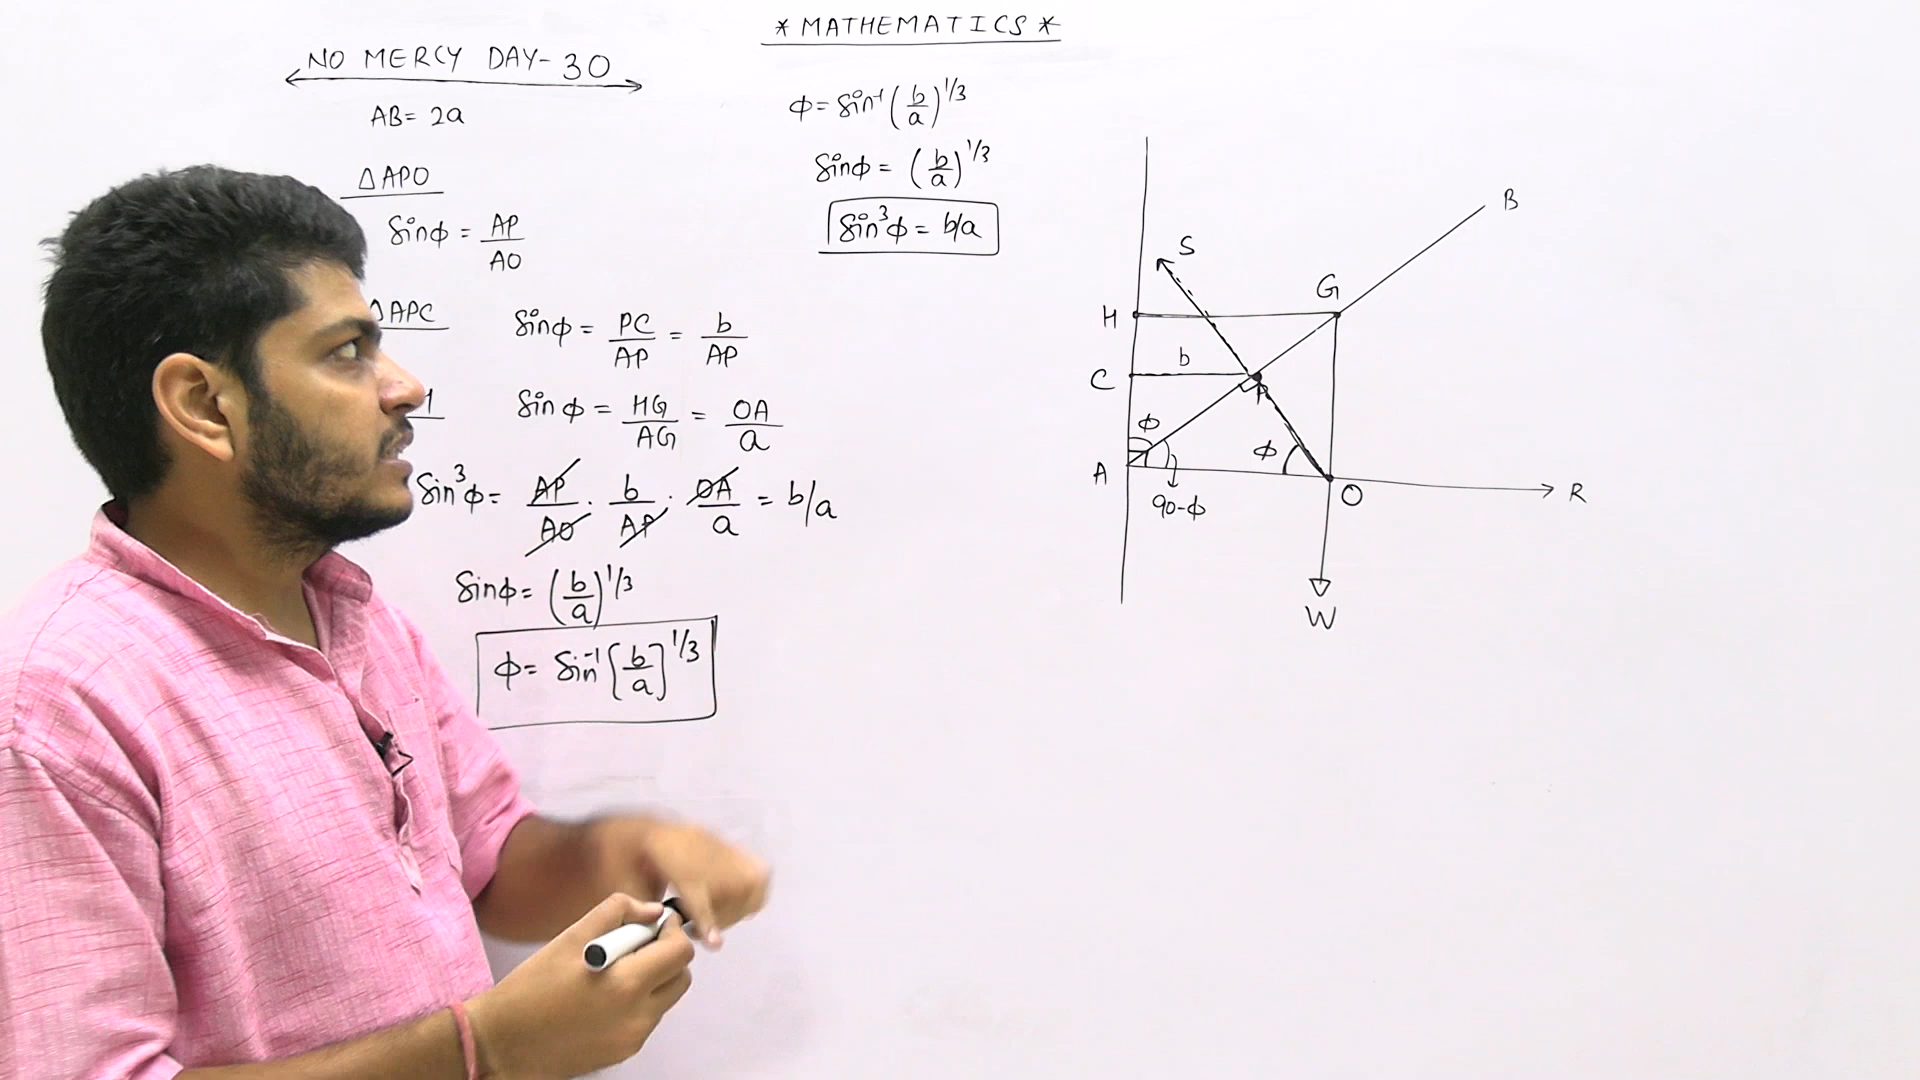 * MATHEMATICS *
NO MERCY DAY-30
AB= 2a
△APO
sinφ = AP/AO
△APC
sinφ = PC/AP = b/AP
sin φ = HG/AG = OA/a
sin³φ = AP/AO · b/AP · OA/a = b/a
sinφ = (b/a)^1/3
φ = sin⁻¹[b/a]^1/3
φ = sin⁻¹(b/a)^1/3
sinφ = (b/a)^1/3
sin³φ = b/a
B
S
G
H
b
C
P
φ
φ
A
90-φ
O
R
W